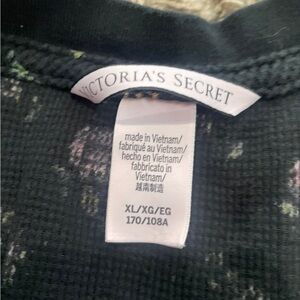 VICTORIA'S SECRET
made in Vietnam/
fabriqué au Vietnam/
hecho en Vietnam/
fabbricato in
Vietnam/
越南制造
XL/XG/EG
170/108A